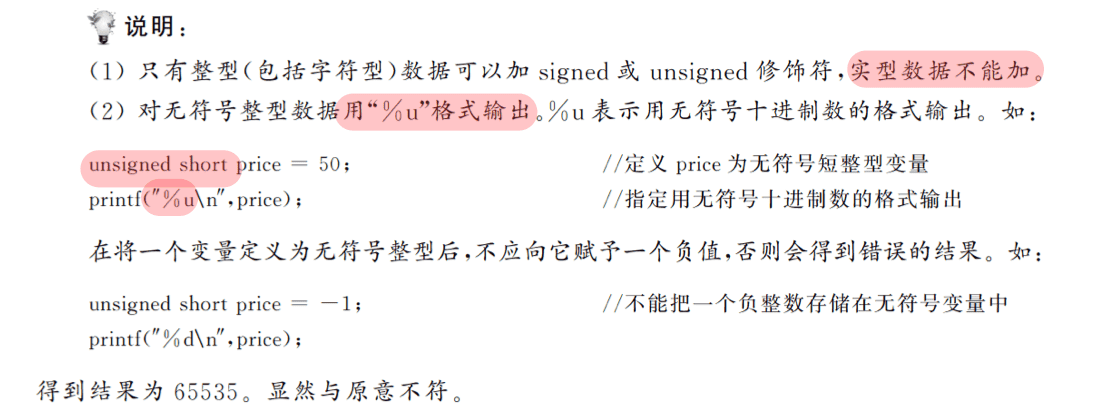 说明：
(1) 只有整型(包括字符型)数据可以加 signed 或 unsigned 修饰符,实型数据不能加。
(2) 对无符号整型数据用“%u”格式输出。%u 表示用无符号十进制数的格式输出。如：
unsigned short price = 50; //定义 price 为无符号短整型变量
printf("%u\n",price); //指定用无符号十进制数的格式输出
在将一个变量定义为无符号整型后,不应向它赋予一个负值,否则会得到错误的结果。如：
unsigned short price = −1; //不能把一个负整数存储在无符号变量中
printf("%d\n",price);
得到结果为 65535。显然与原意不符。